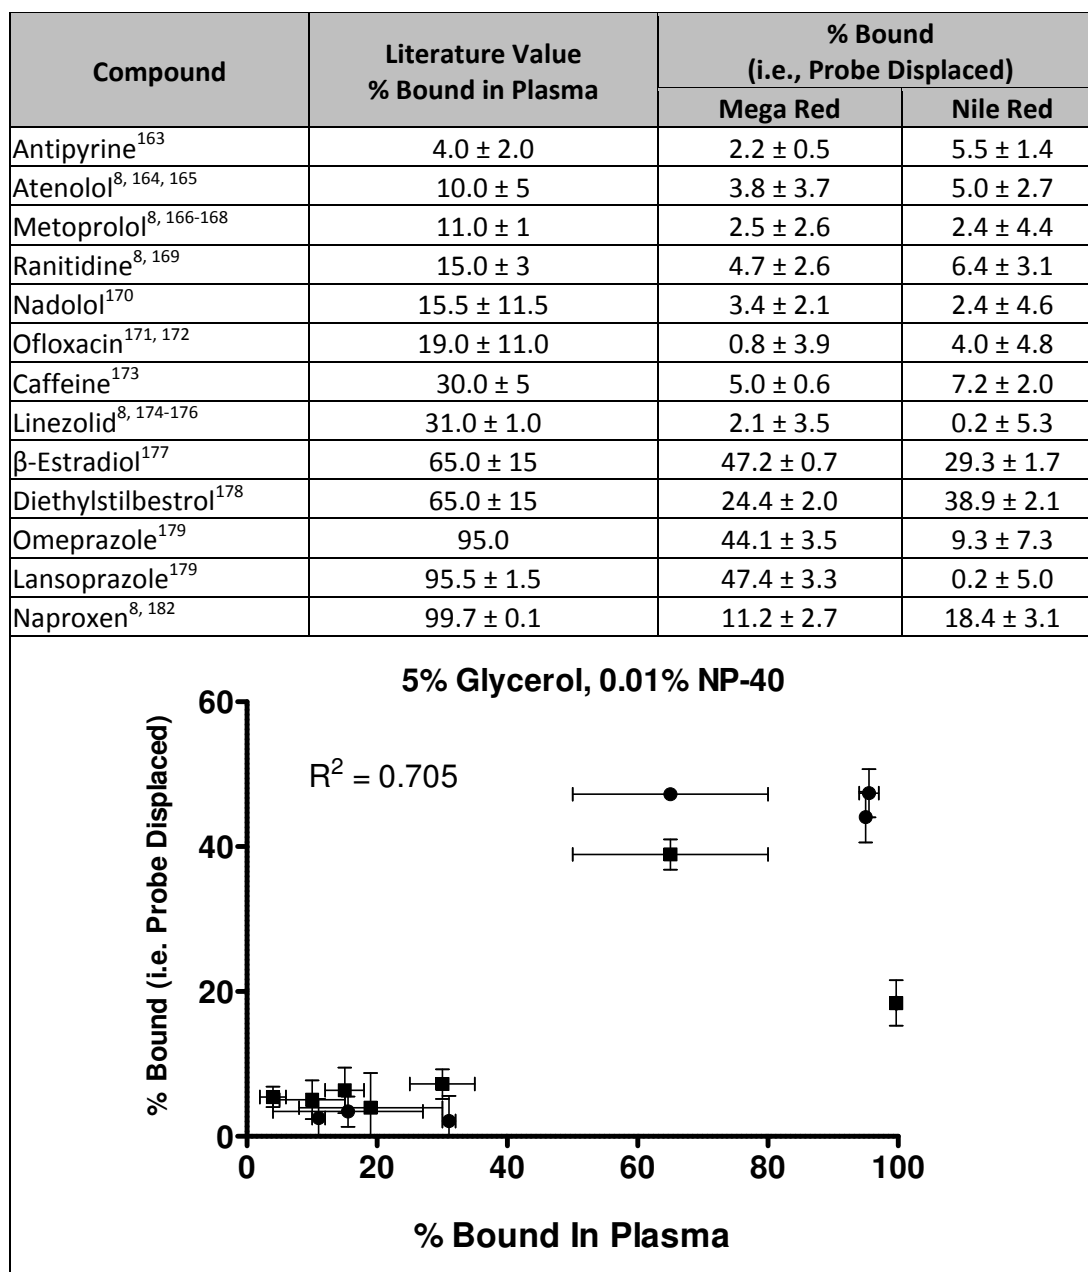 Compound
Literature Value
% Bound in Plasma
% Bound
(i.e., Probe Displaced)
Mega Red Nile Red
Antipyrine163 4.0 ± 2.0 2.2 ± 0.5 5.5 ± 1.4
Atenolol8, 164, 165 10.0 ± 5 3.8 ± 3.7 5.0 ± 2.7
Metoprolol8, 166-168 11.0 ± 1 2.5 ± 2.6 2.4 ± 4.4
Ranitidine8, 169 15.0 ± 3 4.7 ± 2.6 6.4 ± 3.1
Nadolol170 15.5 ± 11.5 3.4 ± 2.1 2.4 ± 4.6
Ofloxacin171, 172 19.0 ± 11.0 0.8 ± 3.9 4.0 ± 4.8
Caffeine173 30.0 ± 5 5.0 ± 0.6 7.2 ± 2.0
Linezolid8, 174-176 31.0 ± 1.0 2.1 ± 3.5 0.2 ± 5.3
β-Estradiol177 65.0 ± 15 47.2 ± 0.7 29.3 ± 1.7
Diethylstilbestrol178 65.0 ± 15 24.4 ± 2.0 38.9 ± 2.1
Omeprazole179 95.0 44.1 ± 3.5 9.3 ± 7.3
Lansoprazole179 95.5 ± 1.5 47.4 ± 3.3 0.2 ± 5.0
Naproxen8, 182 99.7 ± 0.1 11.2 ± 2.7 18.4 ± 3.1
5% Glycerol, 0.01% NP-40
% Bound (i.e. Probe Displaced)
60
R2 = 0.705
40
20
0
0 20 40 60 80 100
% Bound In Plasma